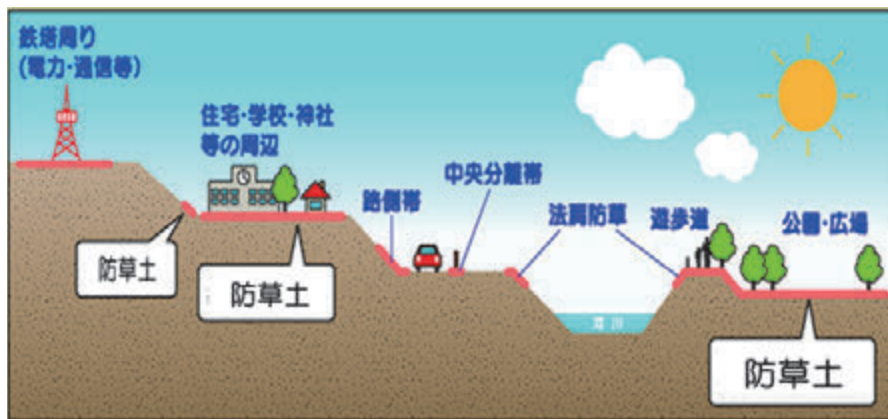 鉄塔周り
(電力・通信等)
住宅・学校・神社
等の周辺
路側帯
中央分離帯
法肩防草
遊歩道
公園・広場
防草土
防草土
防草土